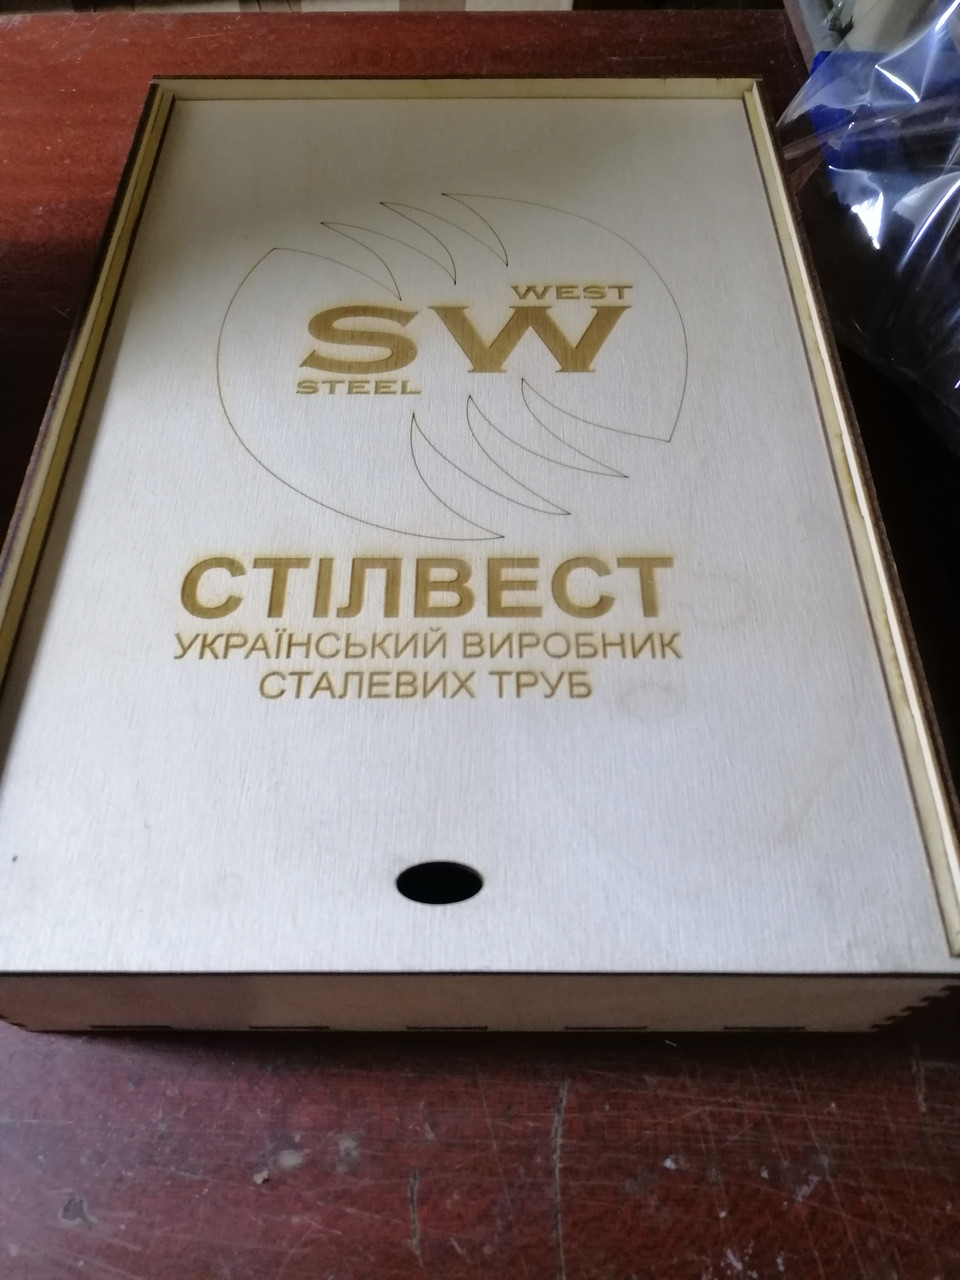 WEST
SW
STEEL
СТІЛВЕСТ
УКРАЇНСЬКИЙ ВИРОБНИК
СТАЛЕВИХ ТРУБ